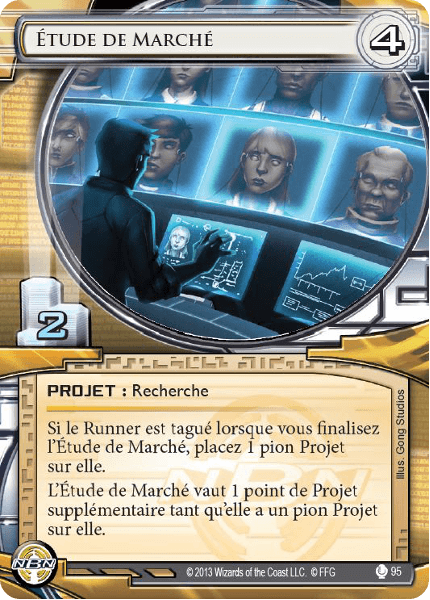 Étude de Marché
4
2
PROJET : Recherche
Si le Runner est tagué lorsque vous finalisez
l'Étude de Marché, placez 1 pion Projet
sur elle.
L'Étude de Marché vaut 1 point de Projet
supplémentaire tant qu'elle a un pion Projet
sur elle.
Illus. Gong Studios
NBN
NBN
© 2013 Wizards of the Coast LLC. © FFG
95